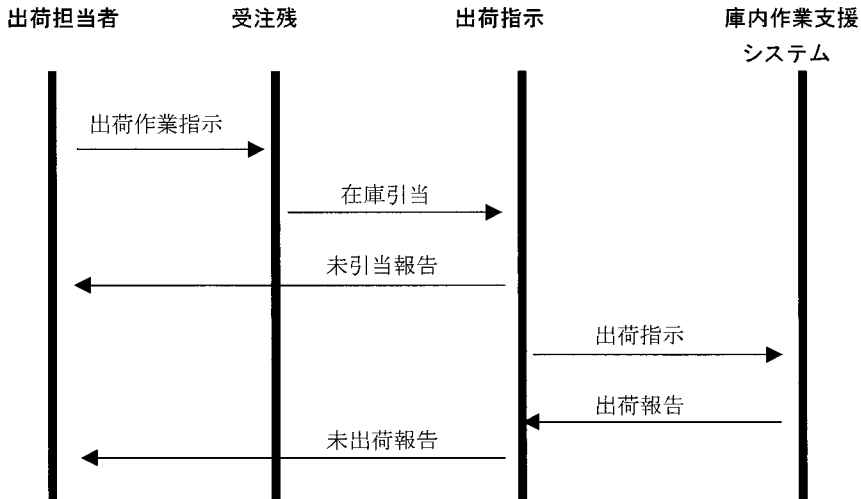 出荷担当者
受注残
出荷指示
庫内作業支援
システム
出荷作業指示
在庫引当
未引当報告
出荷指示
出荷報告
未出荷報告